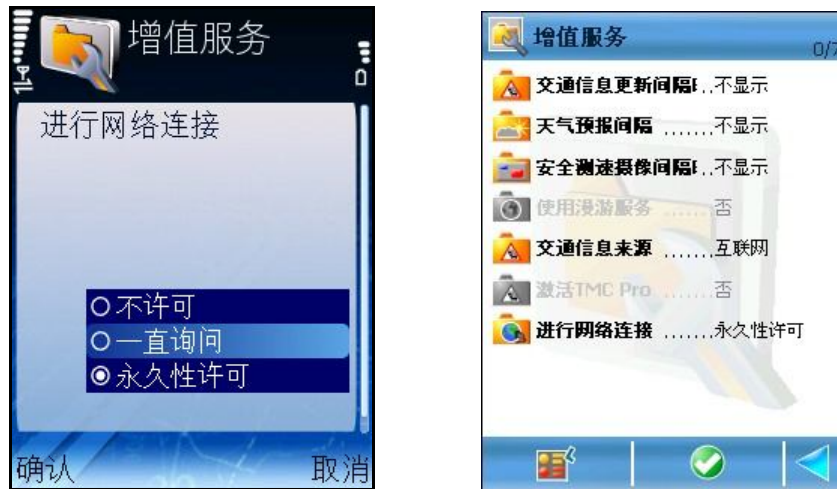 增值服务
进行网络连接
不许可
一直询问
永久性许可
确认 取消
增值服务 0/7
交通信息更新间隔..不显示
天气预报间隔.......不显示
安全测速摄像间隔..不显示
使用漫游服务.......否
交通信息来源.......互联网
激活TMC Pro.......否
进行网络连接.......永久性许可